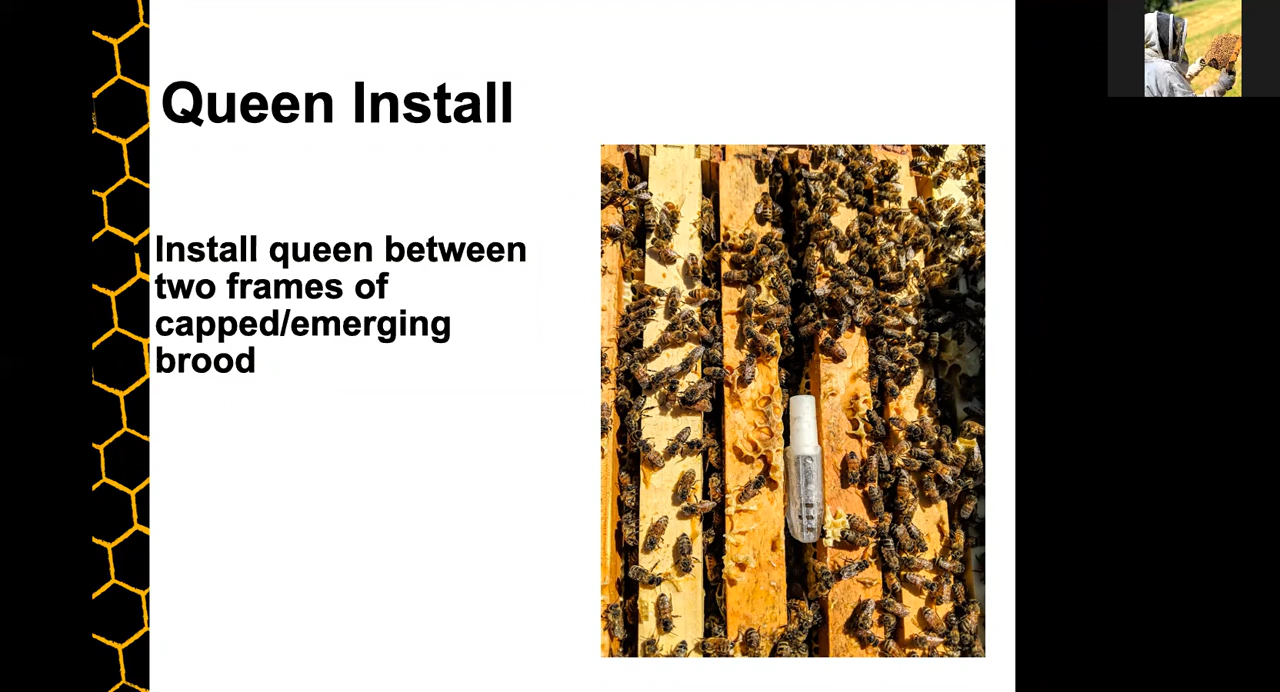 Queen Install
Install queen between
two frames of
capped/emerging
brood